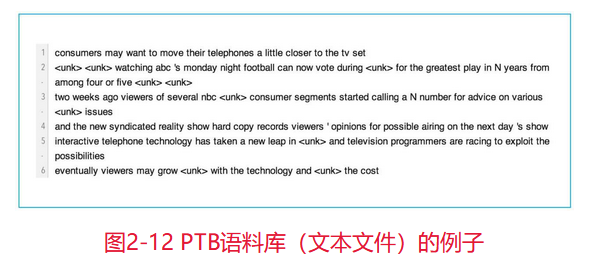 1 consumers may want to move their telephones a little closer to the tv set
2 <unk> <unk> watching abc 's monday night football can now vote during <unk> for the greatest play in N years from
· among four or five <unk> <unk>
3 two weeks ago viewers of several nbc <unk> consumer segments started calling a N number for advice on various
· <unk> issues
4 and the new syndicated reality show hard copy records viewers ' opinions for possible airing on the next day 's show
5 interactive telephone technology has taken a new leap in <unk> and television programmers are racing to exploit the
· possibilities
6 eventually viewers may grow <unk> with the technology and <unk> the cost
图2-12 PTB语料库（文本文件）的例子